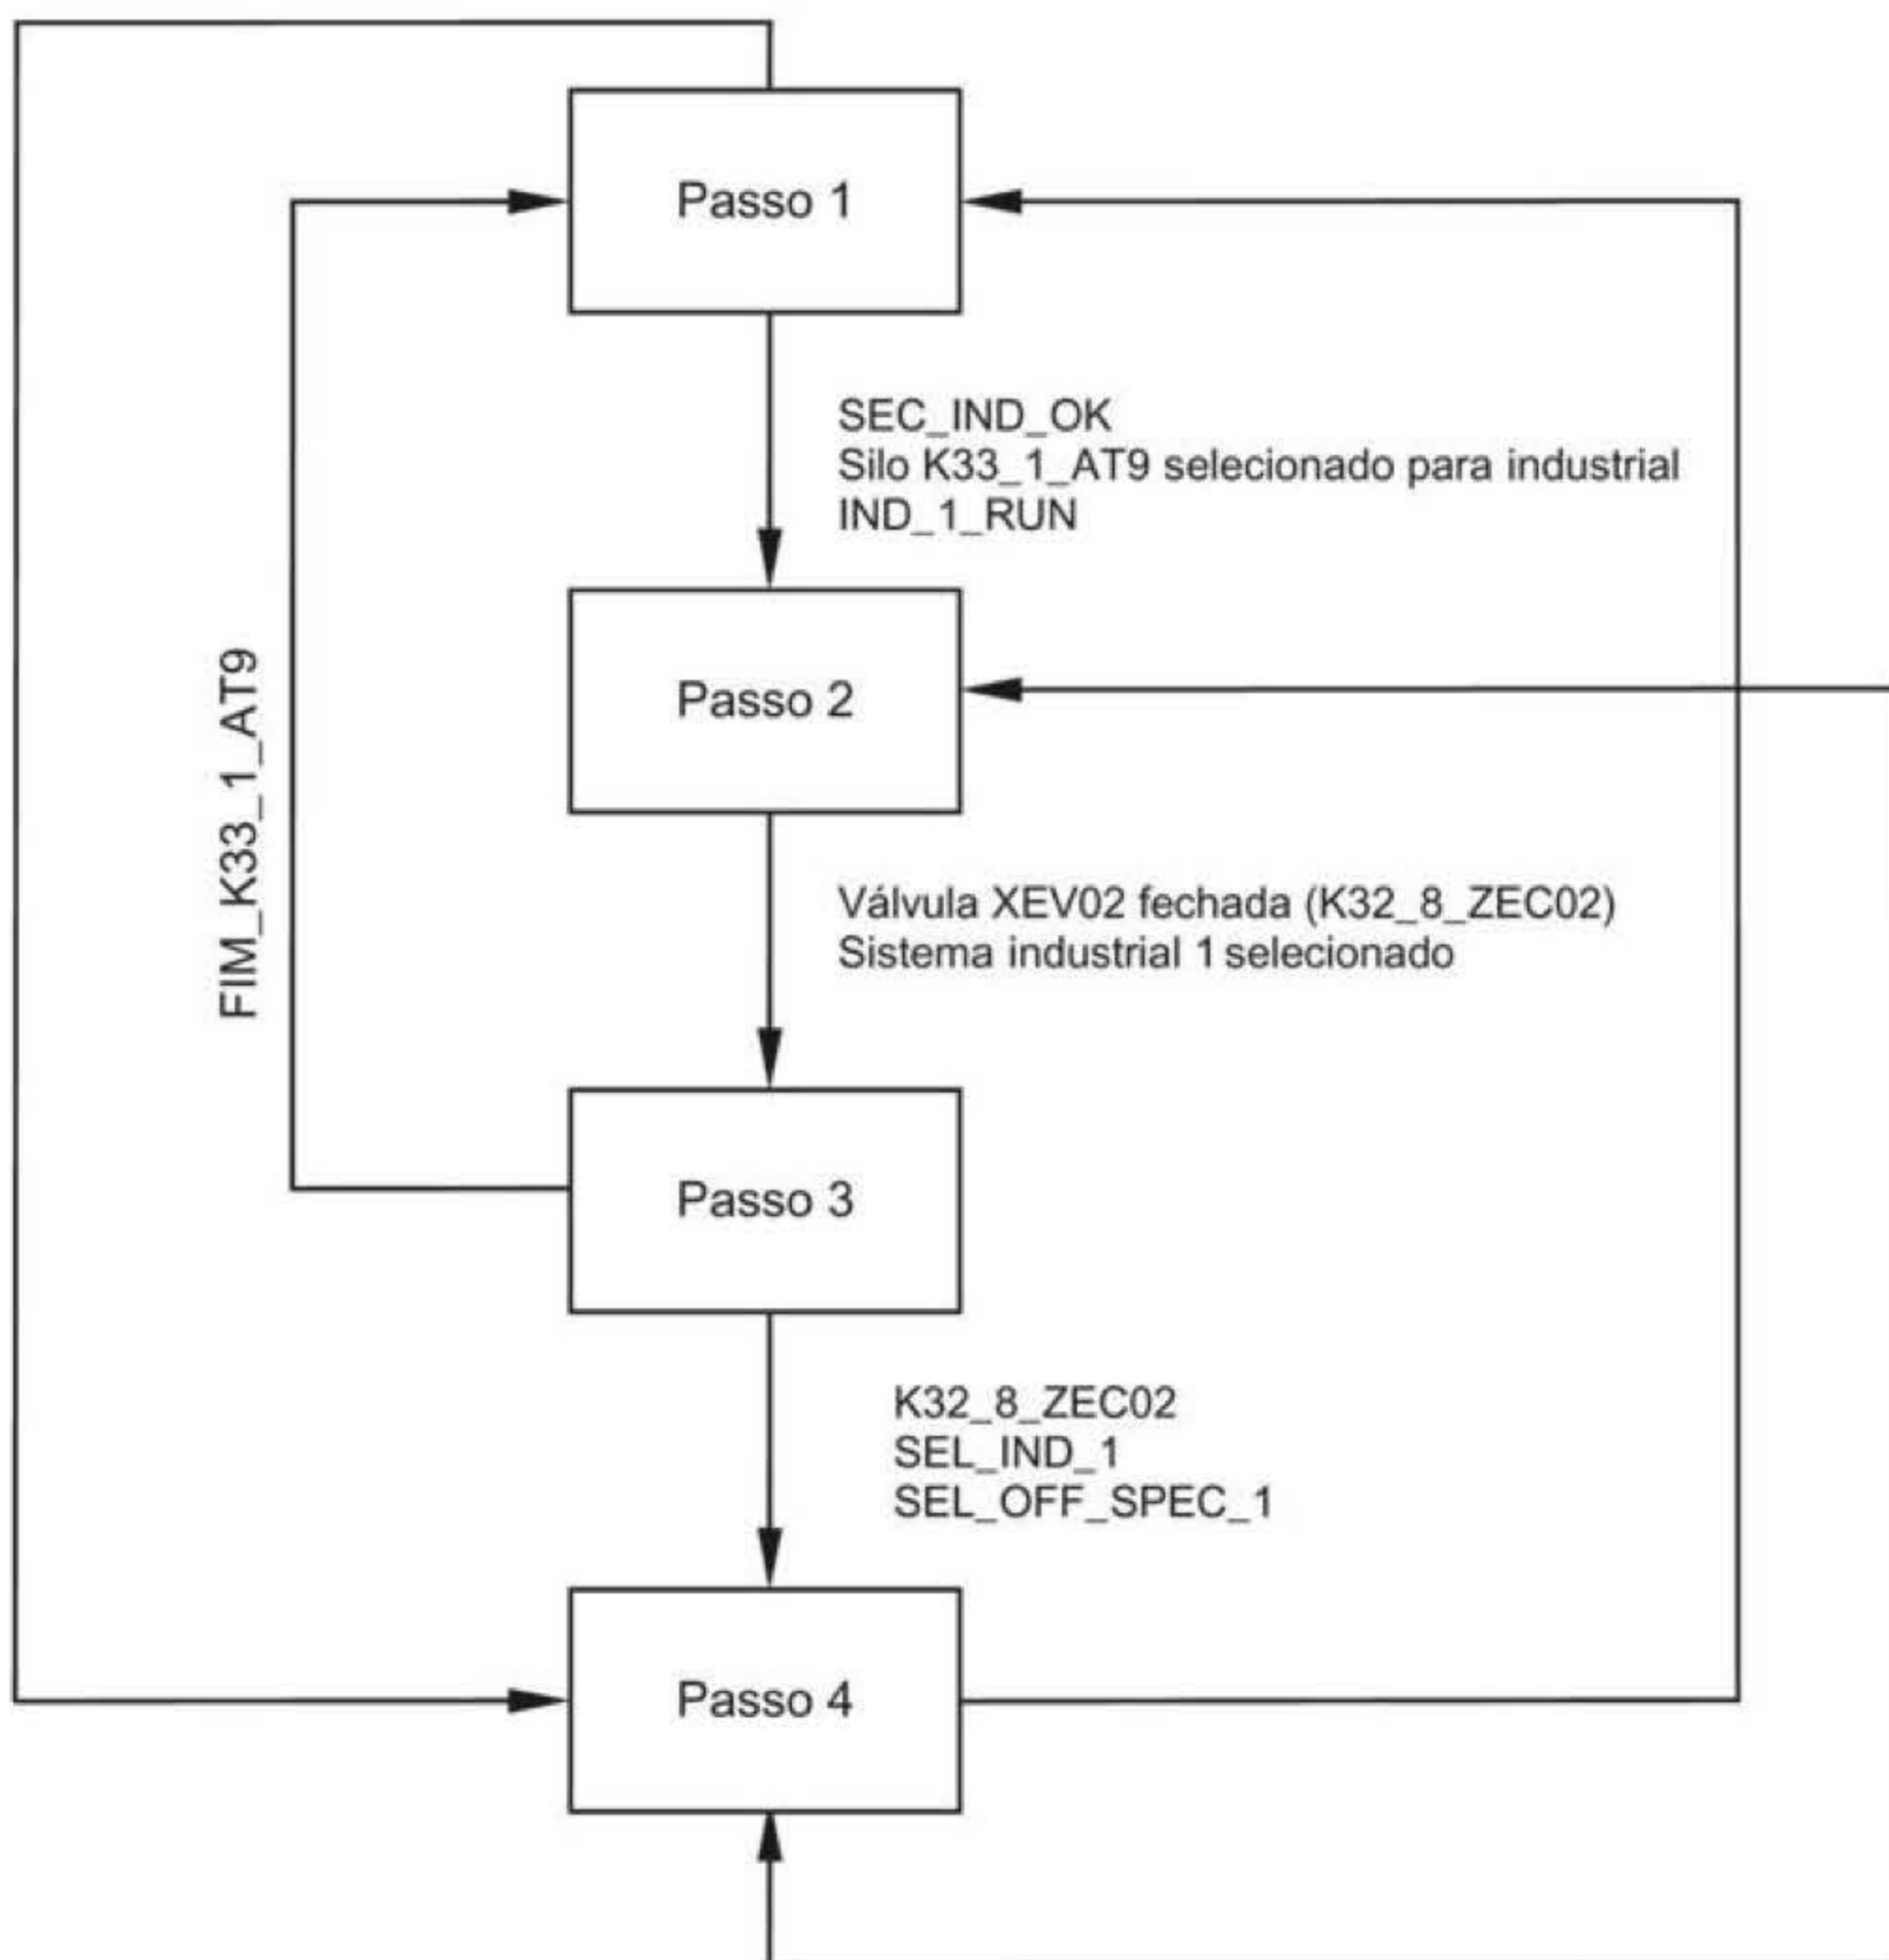 Passo 1
SEC_IND_OK
Silo K33_1_AT9 selecionado para industrial
IND_1_RUN
Passo 2
FIM_K33_1_AT9
Válvula XEV02 fechada (K32_8_ZEC02)
Sistema industrial 1 selecionado
Passo 3
K32_8_ZEC02
SEL_IND_1
SEL_OFF_SPEC_1
Passo 4